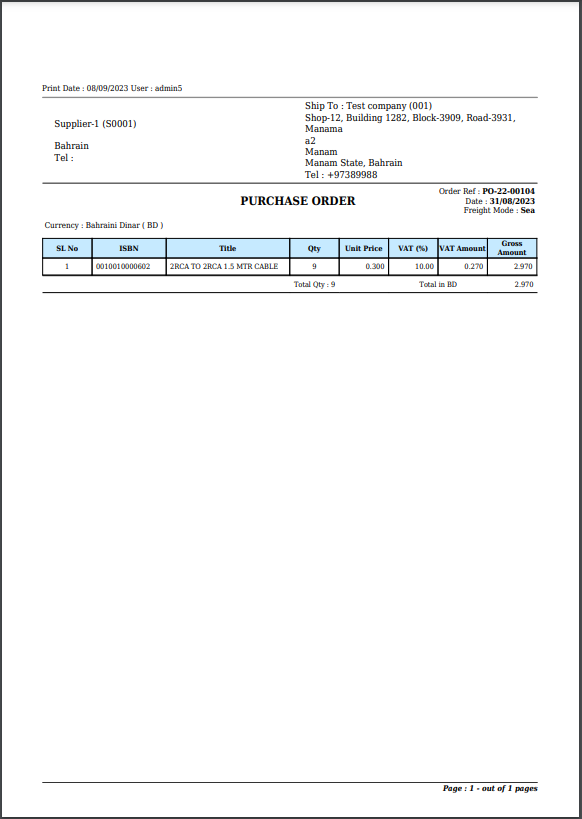 Print Date : 08/09/2023 User : admin5
Supplier-1 (S0001)
Bahrain
Tel :
Ship To : Test company (001)
Shop-12, Building 1282, Block-3909, Road-3931,
Manama
a2
Manam
Manam State, Bahrain
Tel : +97389988
PURCHASE ORDER
Order Ref : PO-22-00104
Date : 31/08/2023
Freight Mode : Sea
Currency : Bahraini Dinar ( BD )
SL No ISBN Title Qty Unit Price VAT (%) VAT Amount Gross Amount
1 0010010000602 2RCA TO 2RCA 1.5 MTR CABLE 9 0.300 10.00 0.270 2.970
Total Qty : 9 Total in BD 2.970
Page : 1 - out of 1 pages